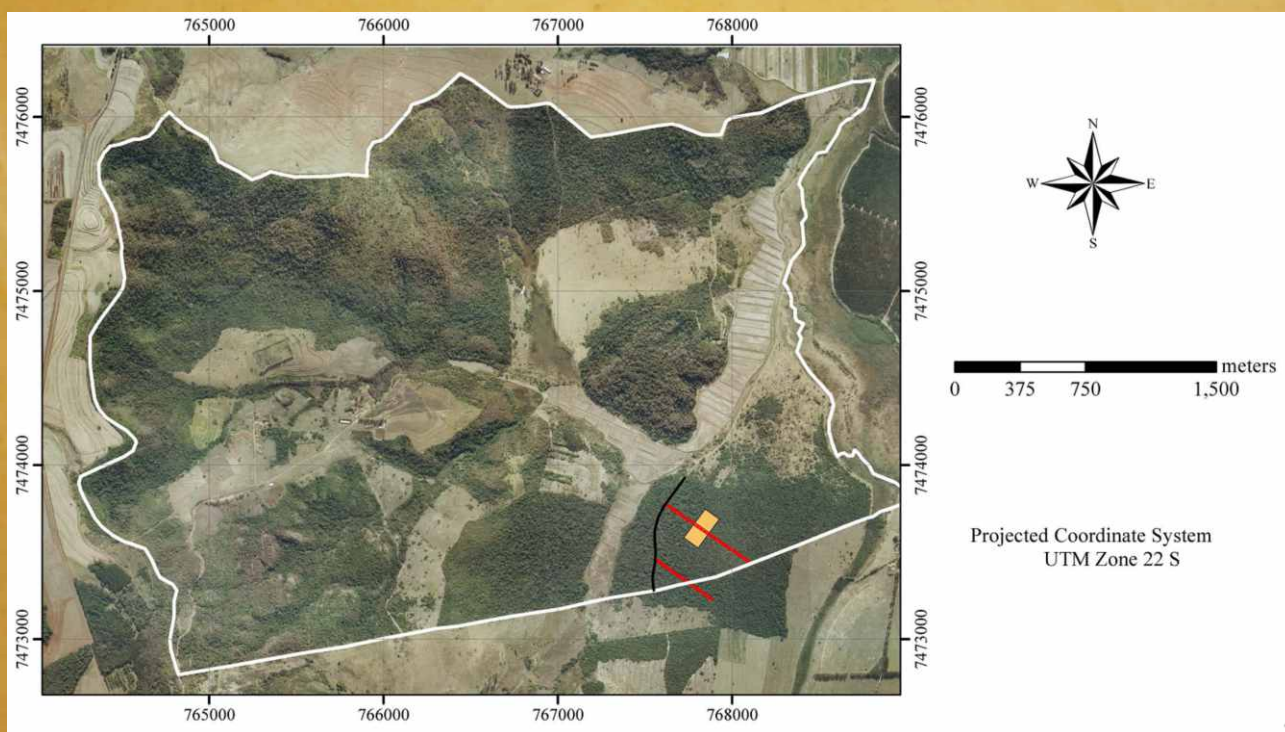 765000 766000 767000 768000
7476000 7476000
7475000 7475000
7474000 7474000
7473000 7473000
765000 766000 767000 768000
N
W E
S
meters
0 375 750 1,500
Projected Coordinate System
UTM Zone 22 S